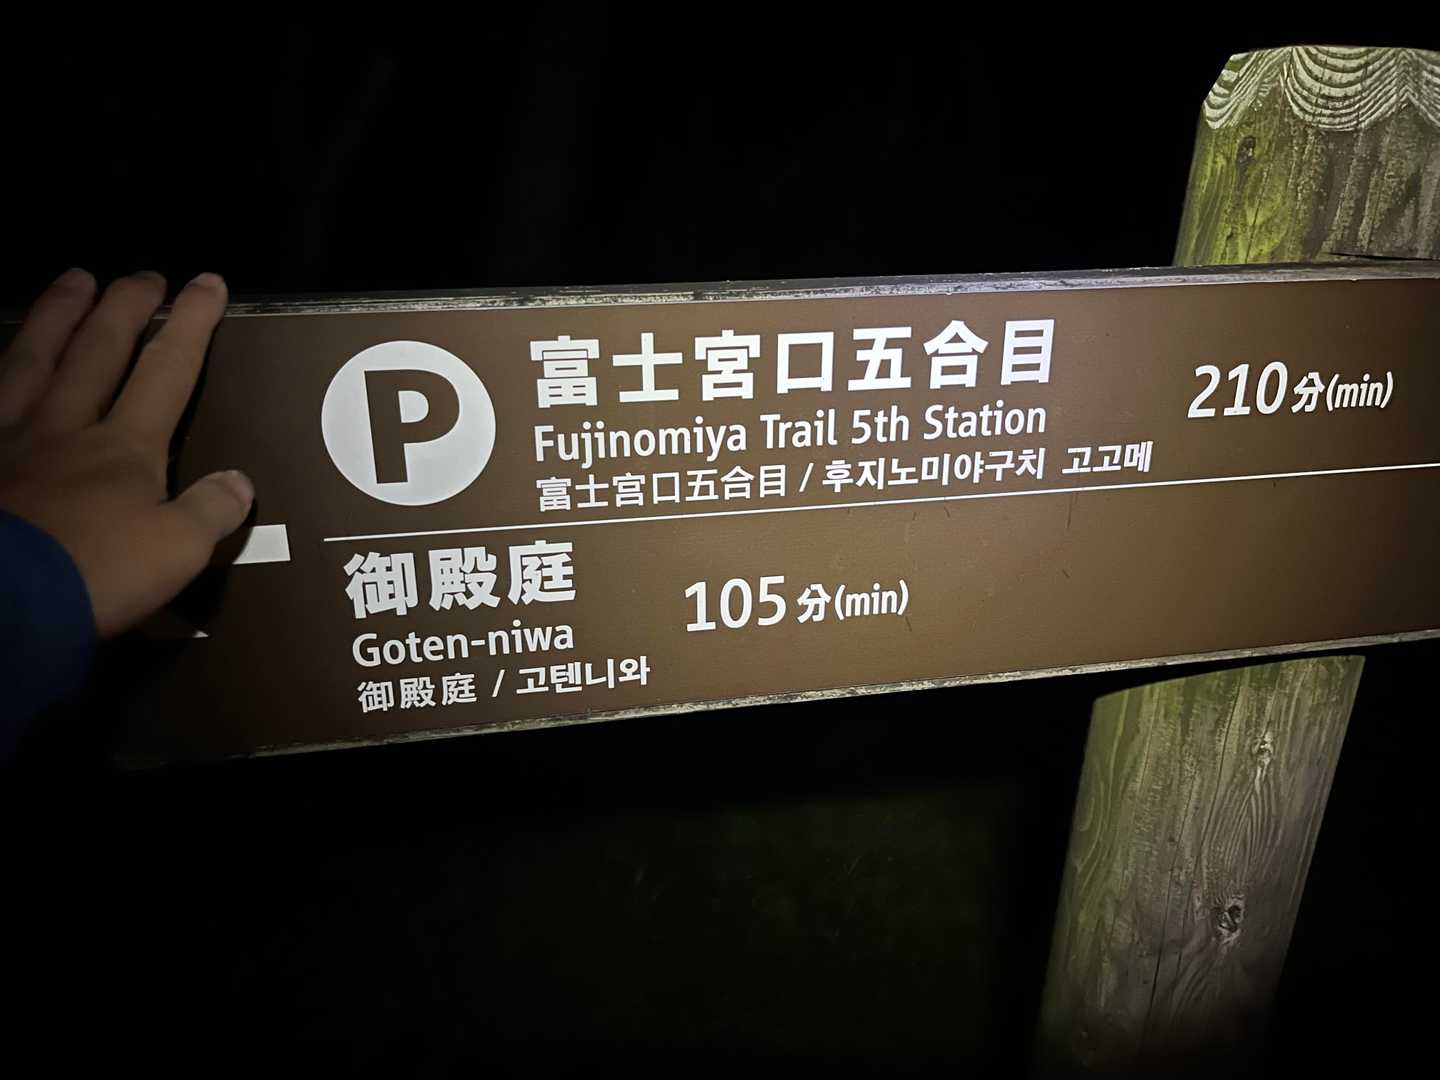 P
富士宮口五合目
Fujinomiya Trail 5th Station
富士宮口五合目 / 후지노미야구치 고고메
210分(min)
御殿庭
Goten-niwa
御殿庭 / 고텐니와
105分(min)